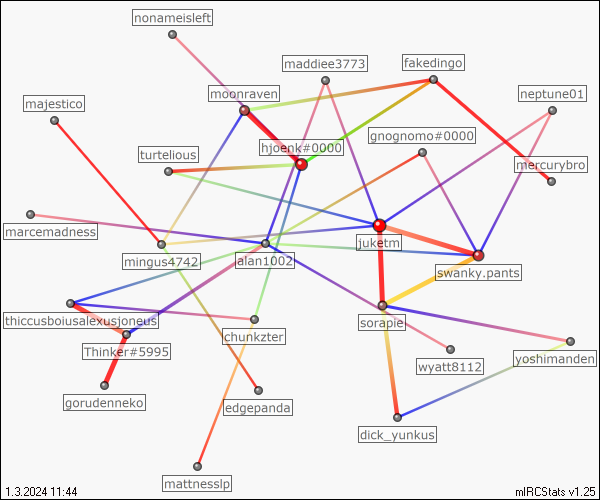 nonameisleft
maddiee3773
fakedingo
moonraven
neptune01
majestico
gnognomo#0000
hjoenk#0000
turtelious
mercurybro
marcemadness
juketm
mingus4742
alan1002
swanky.pants
thiccusboiusalexusjoneus
sorapie
chunkzter
Thinker#5995
yoshimanden
wyatt8112
gorudenneko
edgepanda
dick_yunkus
mattnesslp
1.3.2024 11:44
mIRCStats v1.25